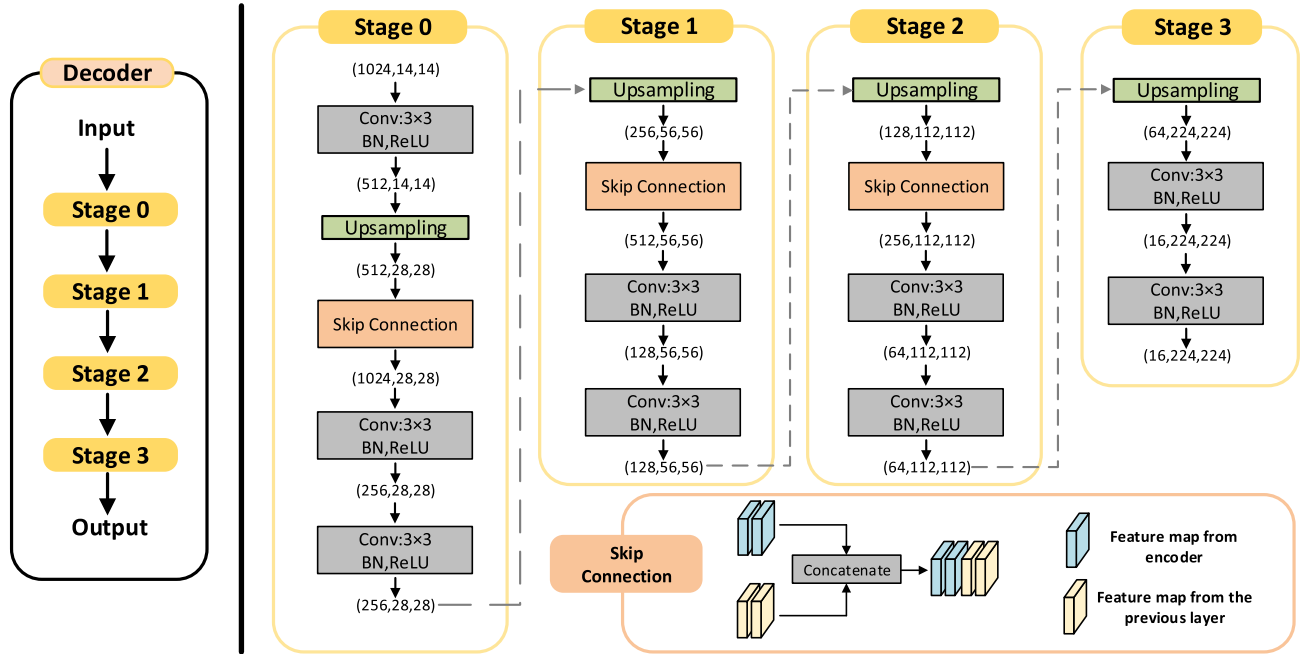 Decoder
Input
Stage 0
Stage 1
Stage 2
Stage 3
Output
Stage 0
(1024,14,14)
Conv:3×3
BN,ReLU
(512,14,14)
Upsampling
(512,28,28)
Skip Connection
(1024,28,28)
Conv:3×3
BN,ReLU
(256,28,28)
Conv:3×3
BN,ReLU
(256,28,28)
Stage 1
Upsampling
(256,56,56)
Skip Connection
(512,56,56)
Conv:3×3
BN,ReLU
(128,56,56)
Conv:3×3
BN,ReLU
(128,56,56)
Stage 2
Upsampling
(128,112,112)
Skip Connection
(256,112,112)
Conv:3×3
BN,ReLU
(64,112,112)
Conv:3×3
BN,ReLU
(64,112,112)
Stage 3
Upsampling
(64,224,224)
Conv:3×3
BN,ReLU
(16,224,224)
Conv:3×3
BN,ReLU
(16,224,224)
Skip
Connection
Concatenate
Feature map from
encoder
Feature map from the
previous layer